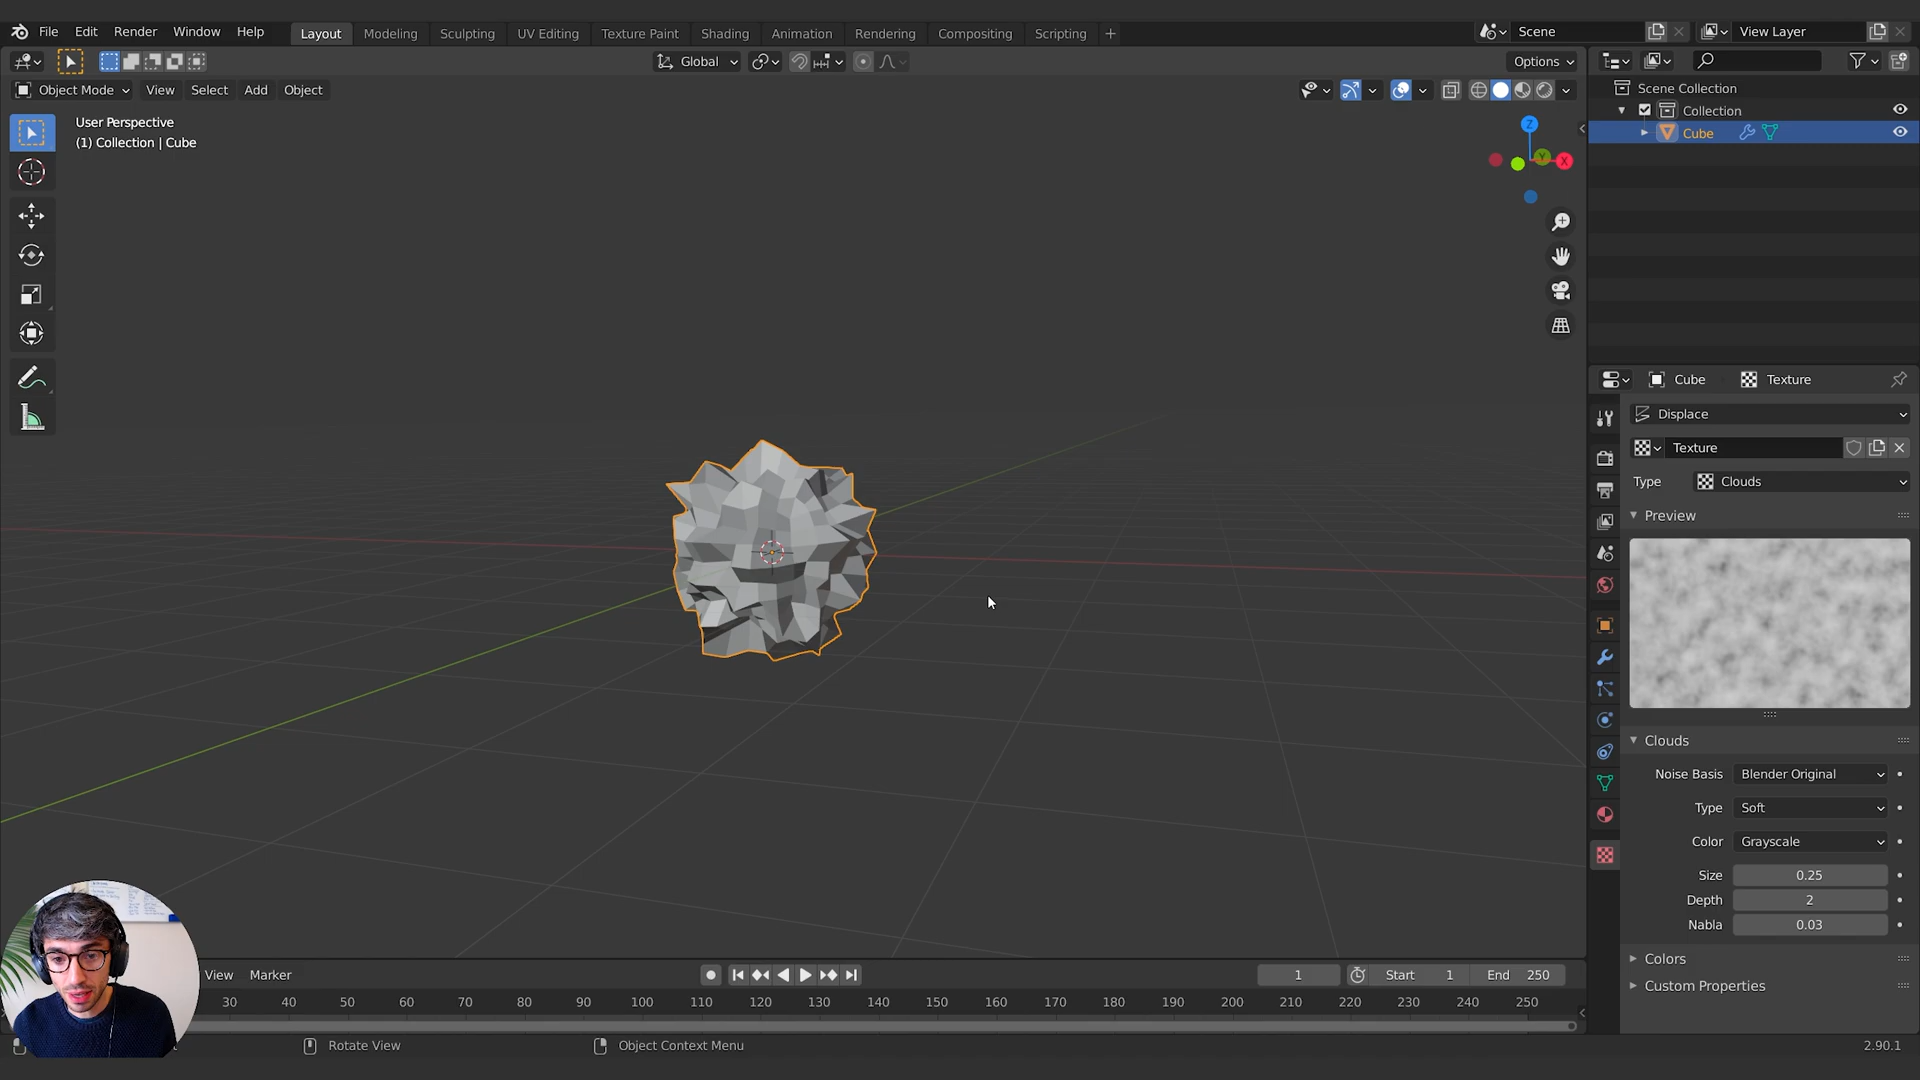 File Edit Render Window Help Layout Modeling Sculpting UV Editing Texture Paint Shading Animation Rendering Compositing Scripting + Scene View Layer
Global Options
Object Mode View Select Add Object
User Perspective
(1) Collection | Cube
Z
Y
X
Scene Collection
Collection
Cube
Cube Texture
Displace
Texture
Type Clouds
Preview
Clouds
Noise Basis Blender Original
Type Soft
Color Grayscale
Size 0.25
Depth 2
Nabla 0.03
Colors
Custom Properties
View Marker 1 Start 1 End 250
30 40 50 60 70 80 90 100 110 120 130 140 150 160 170 180 190 200 210 220 230 240 250
Rotate View Object Context Menu 2.90.1